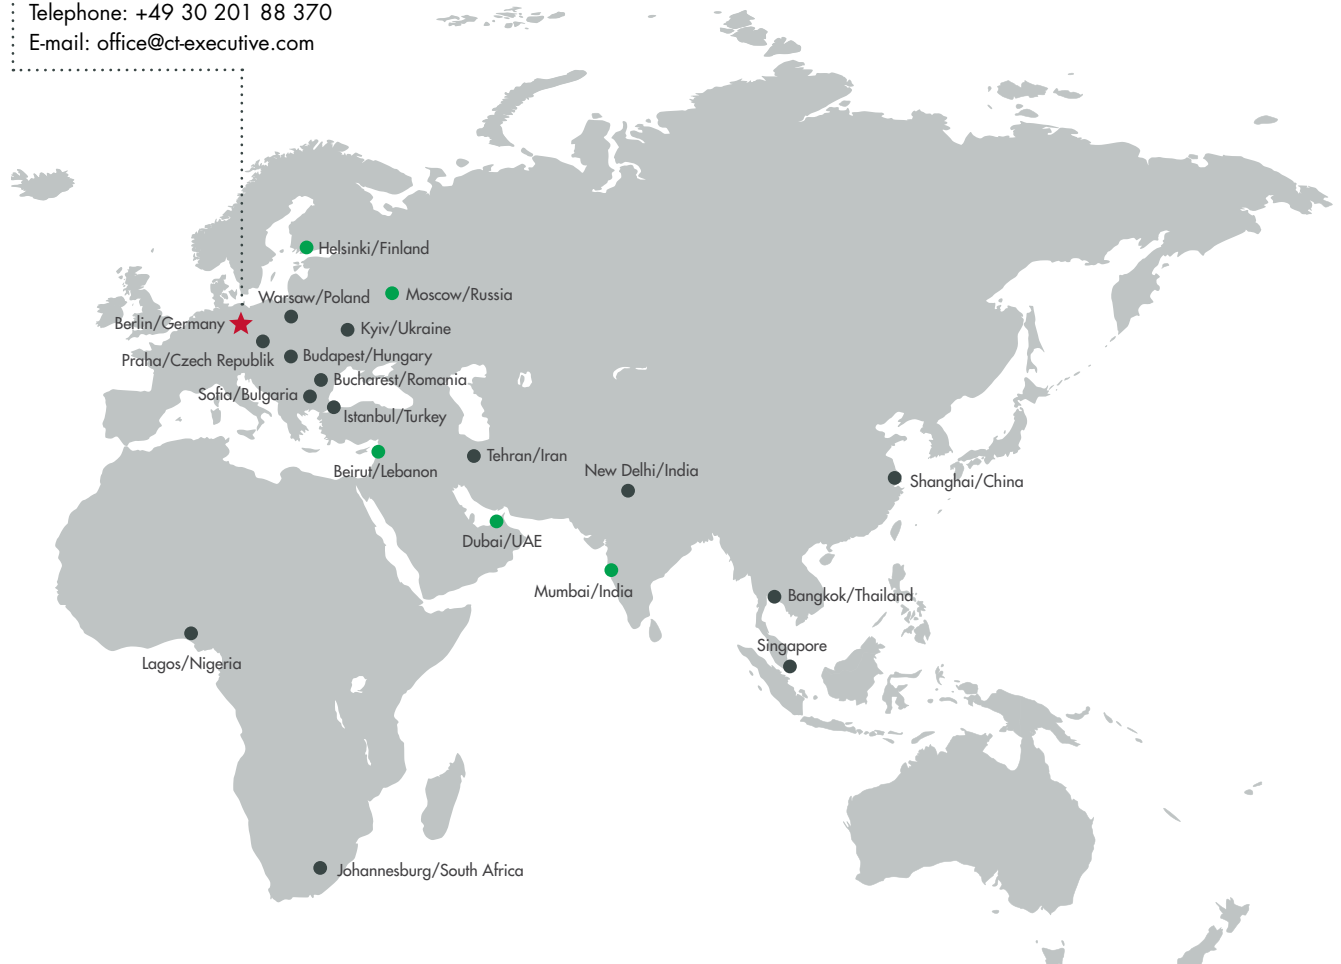 Telephone: +49 30 201 88 370
E-mail: office@ct-executive.com
Helsinki/Finland
Moscow/Russia
Warsaw/Poland
Berlin/Germany
Kyiv/Ukraine
Praha/Czech Republik
Budapest/Hungary
Bucharest/Romania
Sofia/Bulgaria
Istanbul/Turkey
Tehran/Iran
Beirut/Lebanon
New Delhi/India
Shanghai/China
Dubai/UAE
Mumbai/India
Bangkok/Thailand
Singapore
Lagos/Nigeria
Johannesburg/South Africa